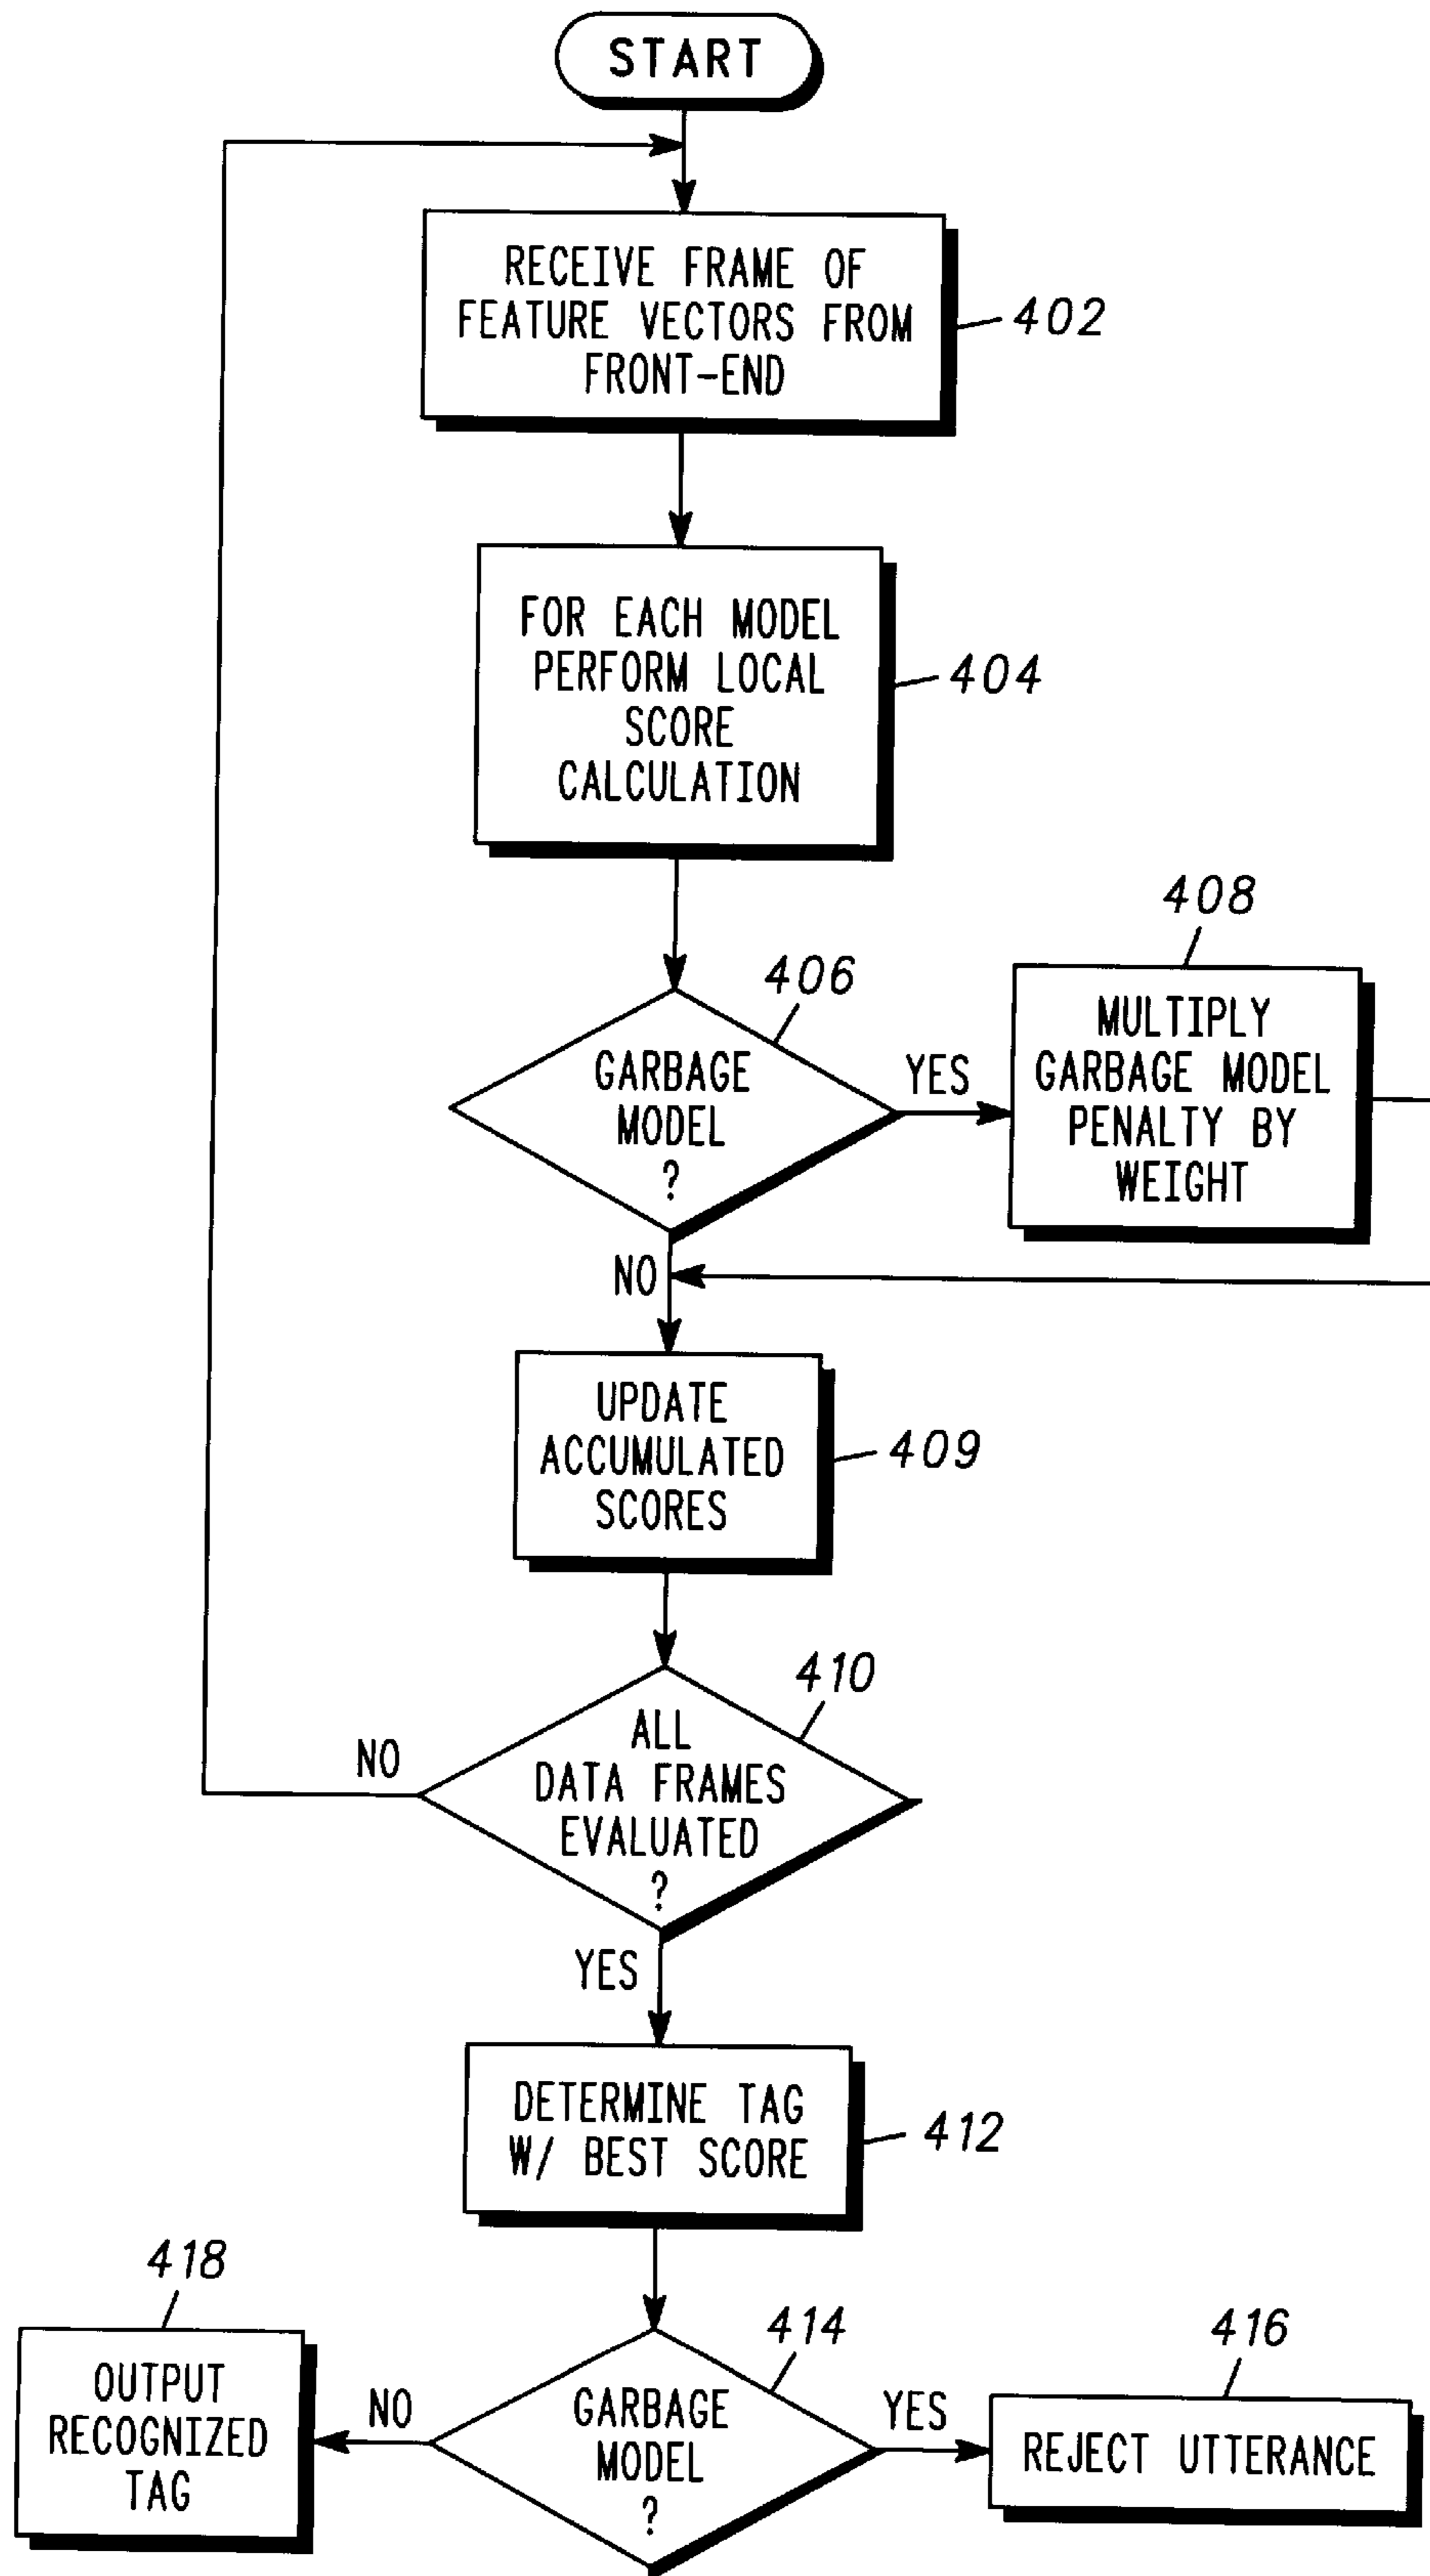 START
RECEIVE FRAME OF
FEATURE VECTORS FROM
FRONT-END
402
FOR EACH MODEL
PERFORM LOCAL
SCORE
CALCULATION
404
406
GARBAGE
MODEL
?
YES
408
MULTIPLY
GARBAGE MODEL
PENALTY BY
WEIGHT
NO
UPDATE
ACCUMULATED
SCORES
409
410
ALL
DATA FRAMES
EVALUATED
?
NO
YES
DETERMINE TAG
W/ BEST SCORE
412
414
GARBAGE
MODEL
?
NO
418
OUTPUT
RECOGNIZED
TAG
YES
416
REJECT UTTERANCE